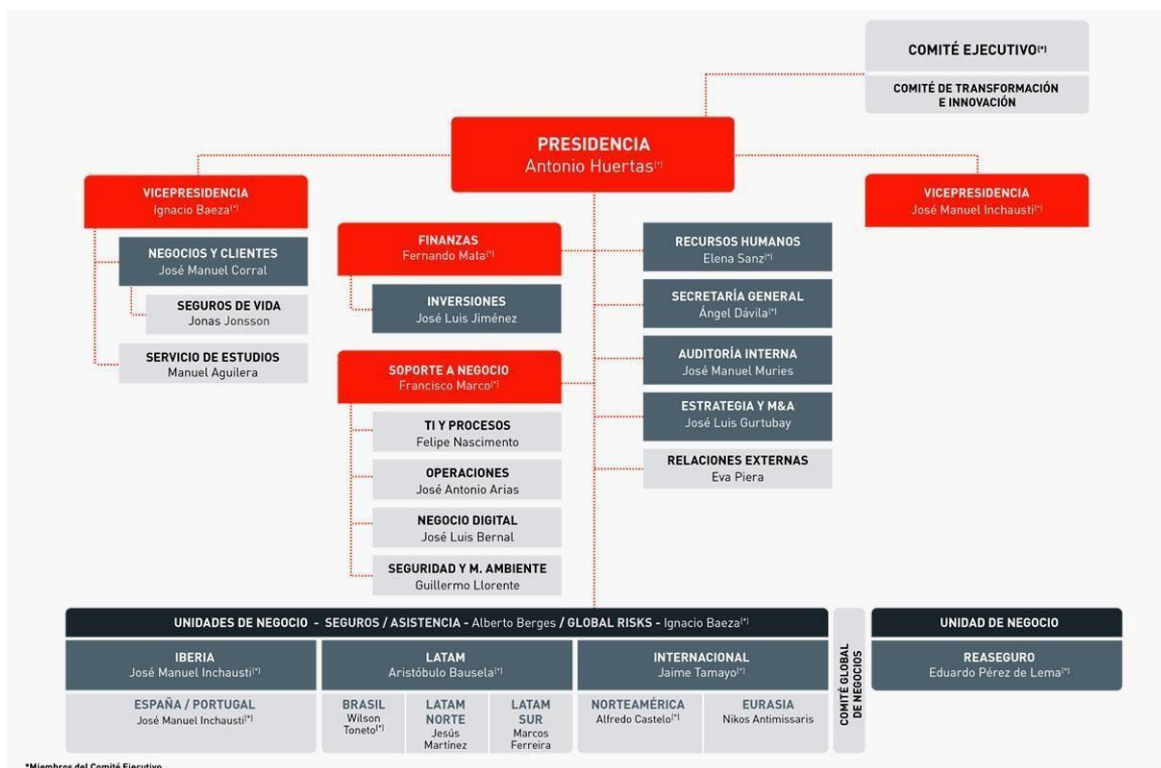 COMITÉ EJECUTIVO(*)
COMITÉ DE TRANSFORMACIÓN
E INNOVACIÓN
PRESIDENCIA
Antonio Huertas(*)
VICEPRESIDENCIA
Ignacio Baeza(*)
NEGOCIOS Y CLIENTES
José Manuel Corral
SEGUROS DE VIDA
Jonas Jonsson
SERVICIO DE ESTUDIOS
Manuel Aguilera
VICEPRESIDENCIA
José Manuel Inchausti(*)
FINANZAS
Fernando Mata(*)
INVERSIONES
José Luis Jiménez
SOPORTE A NEGOCIO
Francisco Marco(*)
TI Y PROCESOS
Felipe Nascimento
OPERACIONES
José Antonio Arias
NEGOCIO DIGITAL
José Luis Bernal
SEGURIDAD Y M. AMBIENTE
Guillermo Llorente
RECURSOS HUMANOS
Elena Sanz(*)
SECRETARÍA GENERAL
Ángel Dávila(*)
AUDITORÍA INTERNA
José Manuel Muries
ESTRATEGIA Y M&A
José Luis Gurtubay
RELACIONES EXTERNAS
Eva Piera
UNIDADES DE NEGOCIO - SEGUROS / ASISTENCIA - Alberto Berges / GLOBAL RISKS - Ignacio Baeza(*)
IBERIA
José Manuel Inchausti(*)
ESPAÑA / PORTUGAL
José Manuel Inchausti(*)
LATAM
Aristóbulo Bausela(*)
BRASIL
Wilson
Toneto(*)
LATAM
NORTE
Jesús
Martínez
LATAM
SUR
Marcos
Ferreira
INTERNACIONAL
Jaime Tamayo(*)
NORTEAMÉRICA
Alfredo Castelo(*)
EURASIA
Nikos Antimissaris
COMITÉ GLOBAL
DE NEGOCIOS
UNIDAD DE NEGOCIO
REASEGURO
Eduardo Pérez de Lema(*)
*Miembros del Comité Ejecutivo